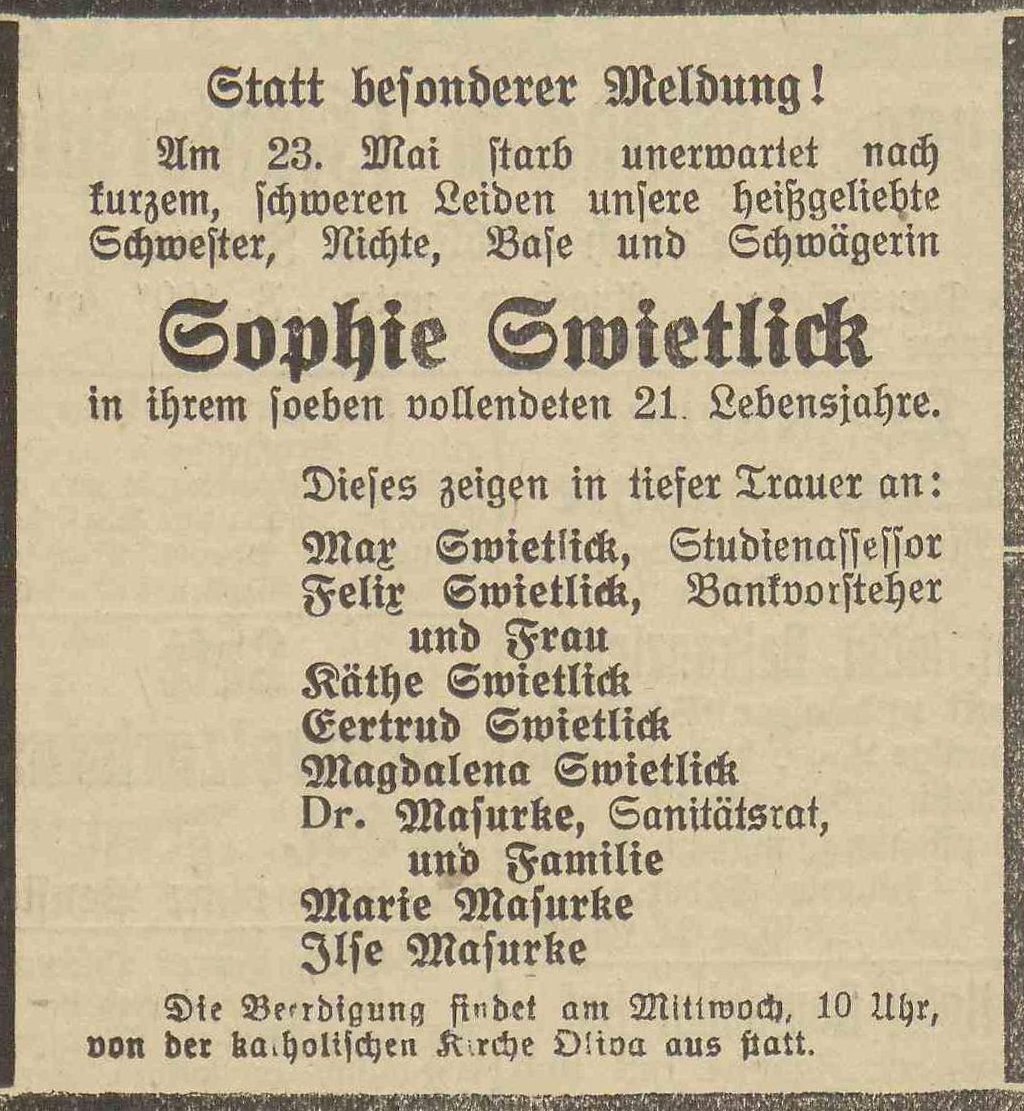 Statt besonderer Meldung!
Am 23. Mai starb unerwartet nach
kurzem, schweren Leiden unsere heißgeliebte
Schwester, Nichte, Base und Schwägerin
Sophie Swietlick
in ihrem soeben vollendeten 21. Lebensjahre.
Dieses zeigen in tiefer Trauer an:
Max Swietlick, Studienassessor
Felix Swietlick, Bankvorsteher
und Frau
Käthe Swietlick
Gertrud Swietlick
Magdalena Swietlick
Dr. Masurke, Sanitätsrat,
und Familie
Marie Masurke
Ilse Masurke
Die Beerdigung findet am Mittwoch, 10 Uhr,
von der katholischen Kirche Oliva aus statt.